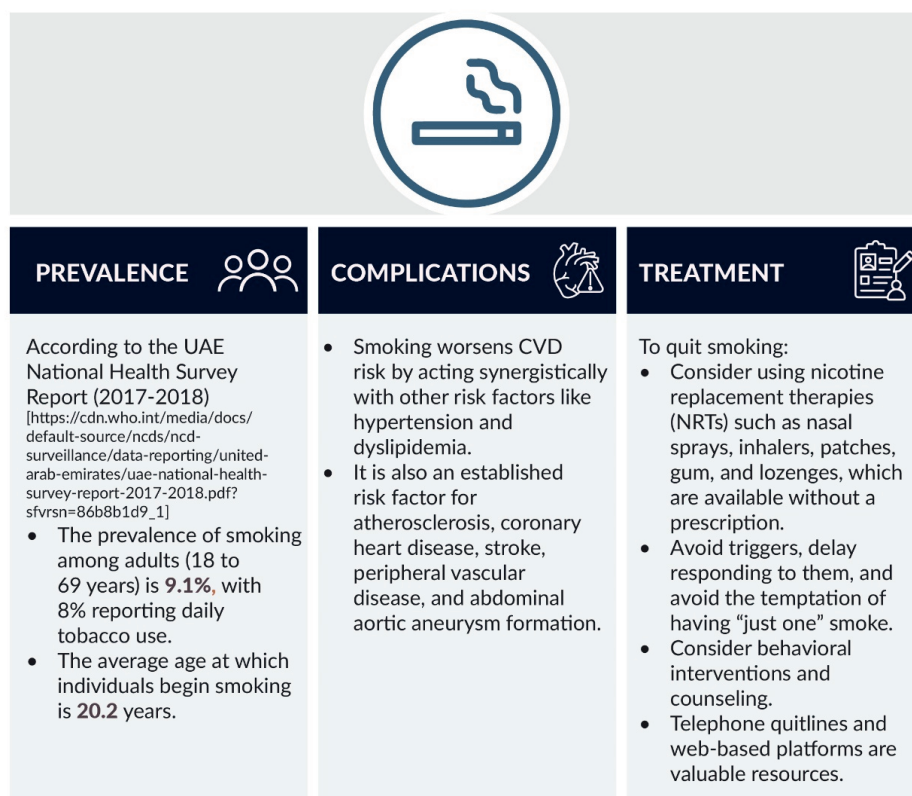 PREVALENCE
According to the UAE
National Health Survey
Report (2017-2018)
[https://cdn.who.int/media/docs/
default-source/ncds/ncd-
surveillance/data-reporting/united-
arab-emirates/uae-national-health-
survey-report-2017-2018.pdf?
sfvrsn=86b8b1d9_1]
• The prevalence of smoking
among adults (18 to
69 years) is 9.1%, with
8% reporting daily
tobacco use.
• The average age at which
individuals begin smoking
is 20.2 years.
COMPLICATIONS
• Smoking worsens CVD
risk by acting synergistically
with other risk factors like
hypertension and
dyslipidemia.
• It is also an established
risk factor for
atherosclerosis, coronary
heart disease, stroke,
peripheral vascular
disease, and abdominal
aortic aneurysm formation.
TREATMENT
To quit smoking:
• Consider using nicotine
replacement therapies
(NRTs) such as nasal
sprays, inhalers, patches,
gum, and lozenges, which
are available without a
prescription.
• Avoid triggers, delay
responding to them, and
avoid the temptation of
having “just one” smoke.
• Consider behavioral
interventions and
counseling.
• Telephone quitlines and
web-based platforms are
valuable resources.